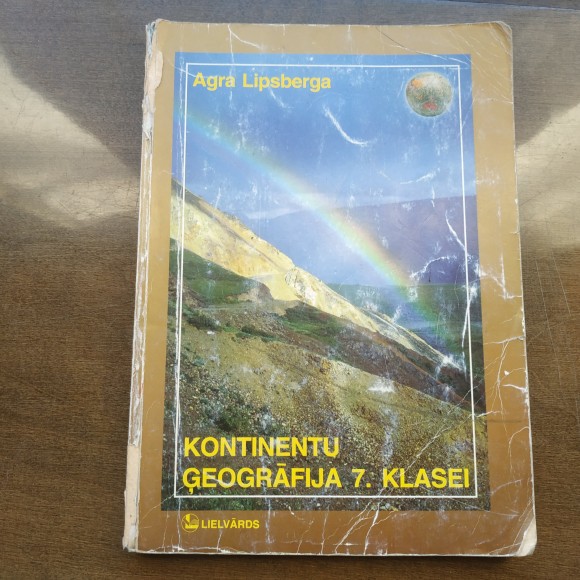 Agra Lipsberga
KONTINENTU
ĢEOGRĀFIJA 7. KLASEI
LIELVĀRDS